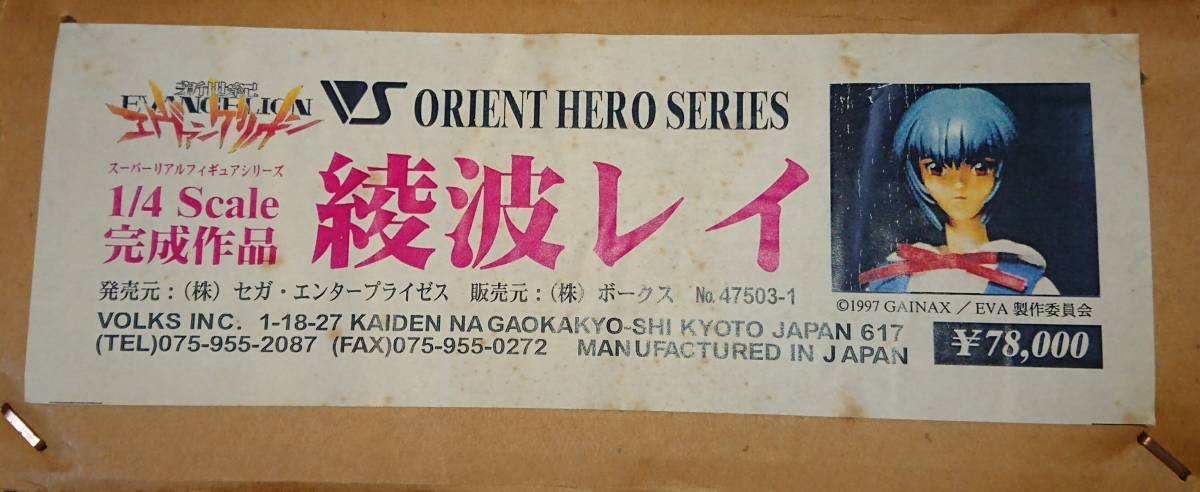 新世紀
EVANGELION
エヴァンゲリオン
VS ORIENT HERO SERIES
スーパーリアルフィギュアシリーズ
1/4 Scale
完成作品
綾波レイ
発売元：(株) セガ・エンタープライゼス 販売元：(株) ボークス No.47503-1
©1997 GAINAX／EVA 製作委員会
VOLKS INC. 1-18-27 KAIDEN NAGAOKAKYO-SHI KYOTO JAPAN 617
(TEL)075-955-2087 (FAX)075-955-0272 MANUFACTURED IN JAPAN
¥78,000